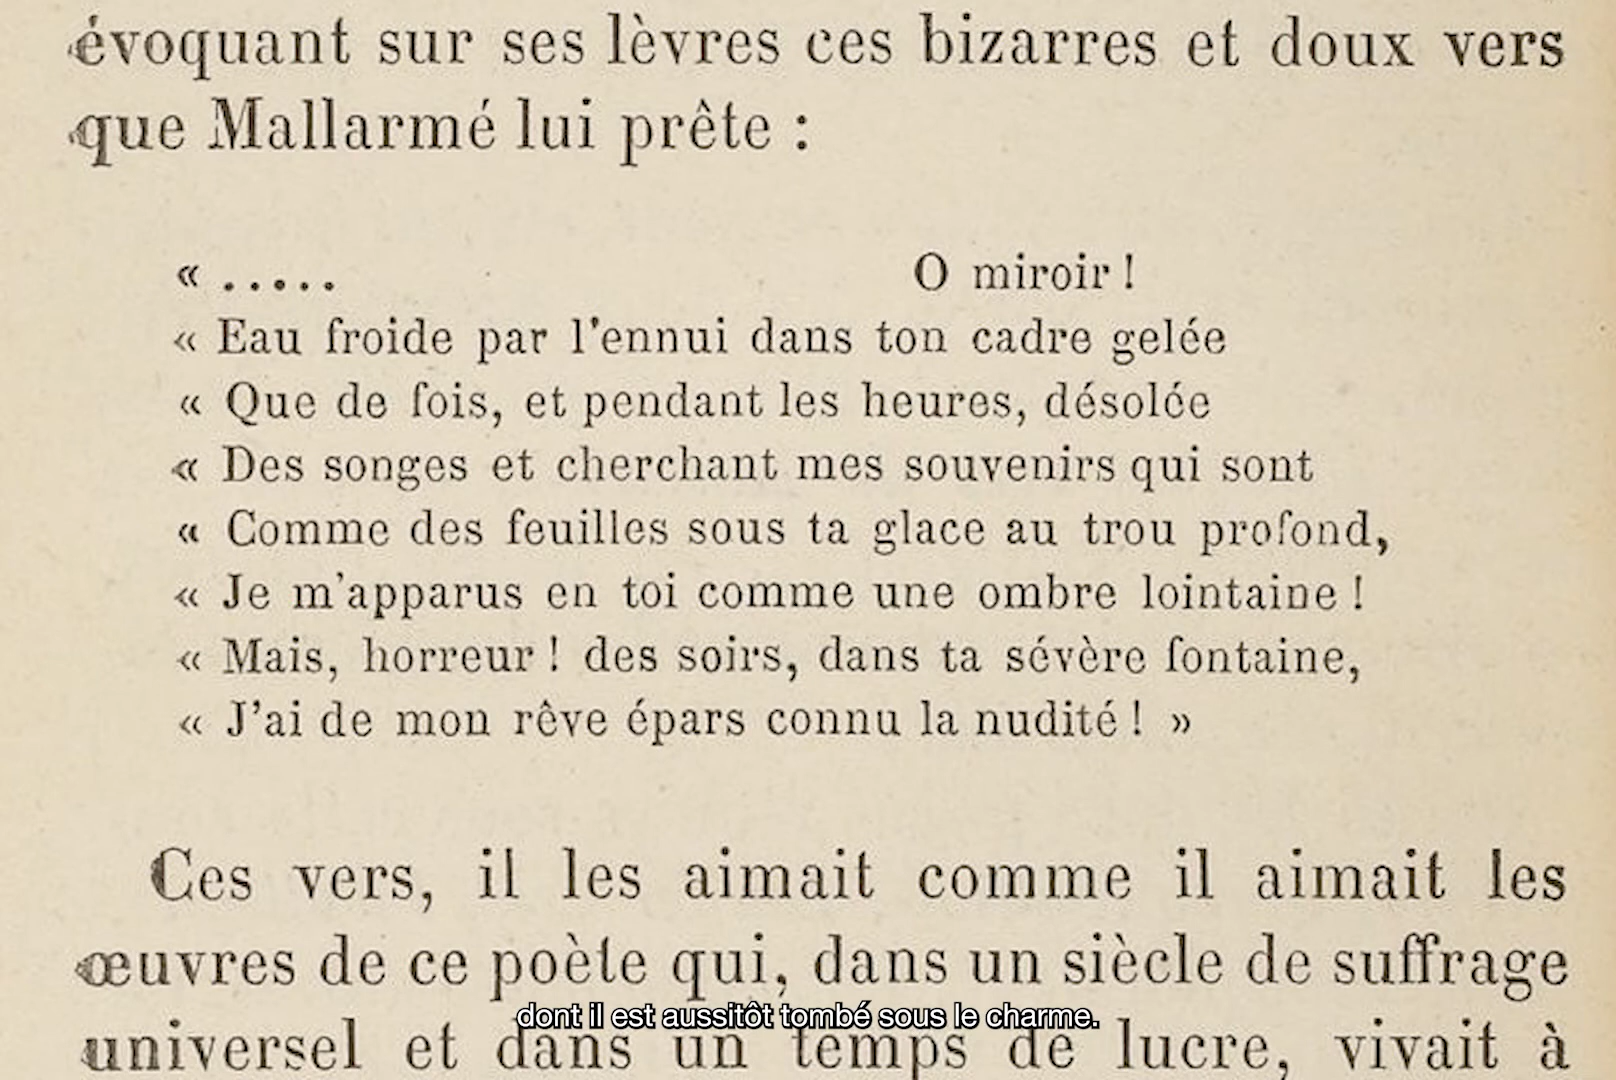 évoquant sur ses lèvres ces bizarres et doux vers
que Mallarmé lui prête :
« ..... O miroir !
« Eau froide par l'ennui dans ton cadre gelée
« Que de fois, et pendant les heures, désolée
« Des songes et cherchant mes souvenirs qui sont
« Comme des feuilles sous ta glace au trou profond,
« Je m'apparus en toi comme une ombre lointaine !
« Mais, horreur ! des soirs, dans ta sévère fontaine,
« J'ai de mon rêve épars connu la nudité ! »
Ces vers, il les aimait comme il aimait les
œuvres de ce poète qui, dans un siècle de suffrage
dont il est aussitôt tombé sous le charme.
universel et dans un temps de lucre, vivait à